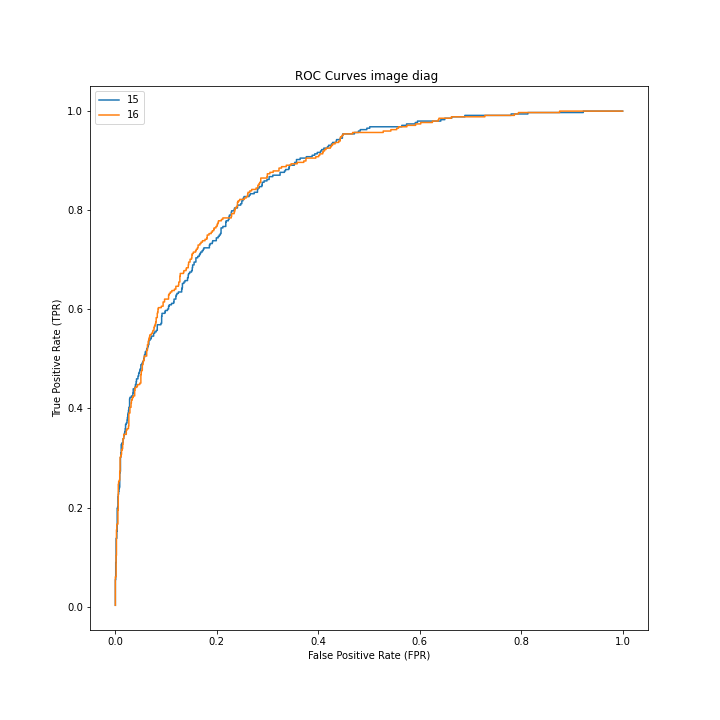 ROC Curves image diag
15
16
1.0
0.8
0.6
0.4
0.2
0.0
True Positive Rate (TPR)
0.0 0.2 0.4 0.6 0.8 1.0
False Positive Rate (FPR)